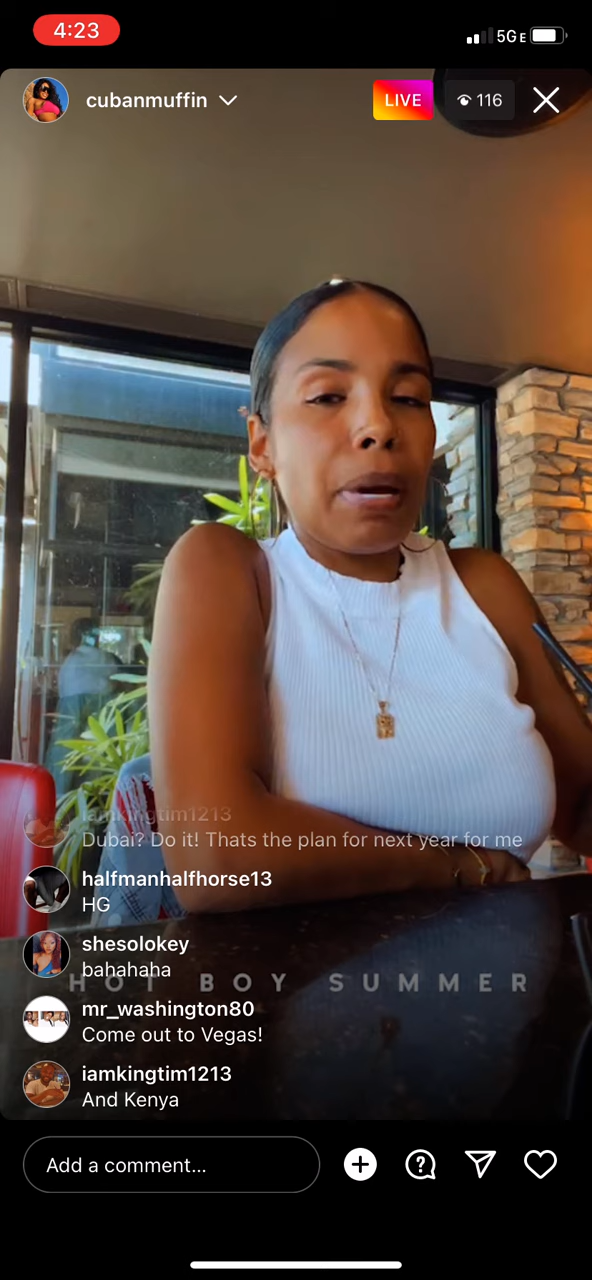 4:23
5G E
cubanmuffin
LIVE
116
iamkingtim1213
Dubai? Do it! Thats the plan for next year for me
halfmanhalfhorse13
HG
shesolokey
bahahaha
HOT BOY SUMMER
mr_washington80
Come out to Vegas!
iamkingtim1213
And Kenya
Add a comment...